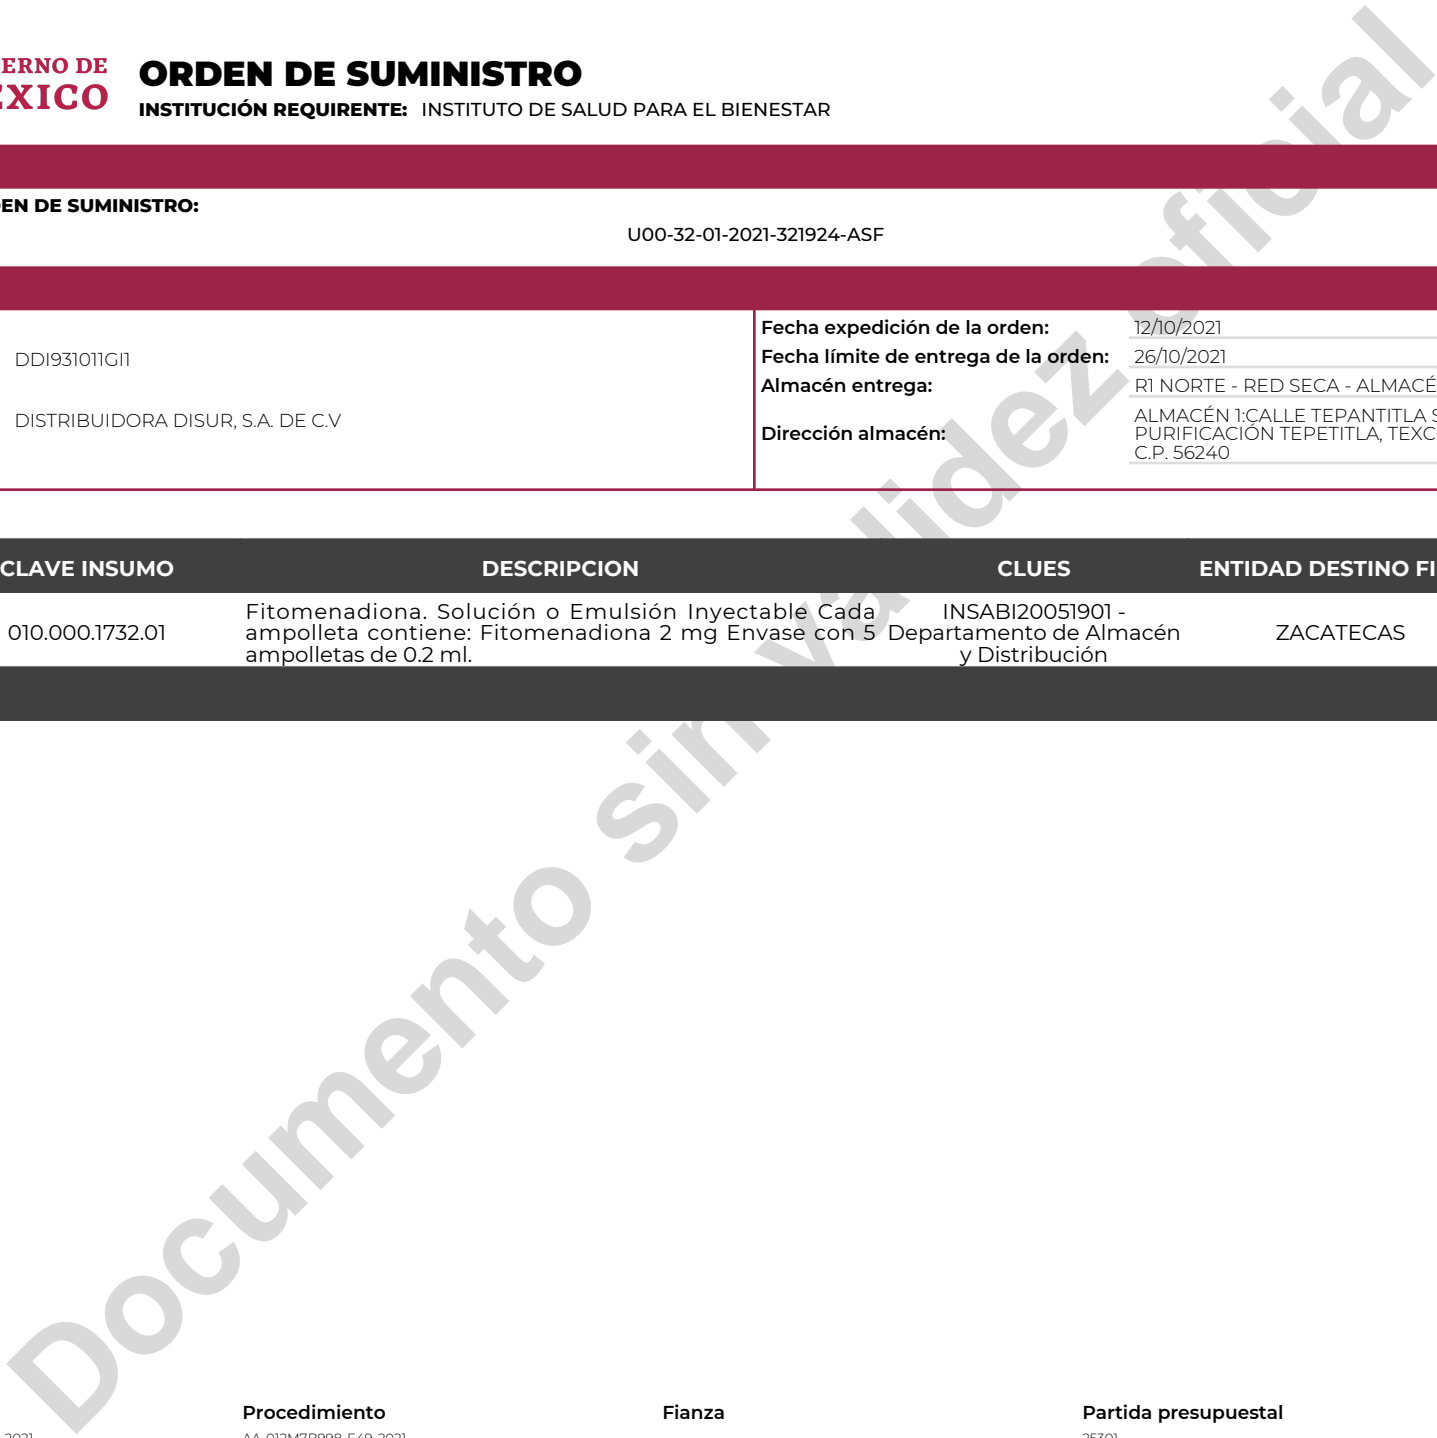 ERNO DE
EXICO
ORDEN DE SUMINISTRO
INSTITUCIÓN REQUIRENTE: INSTITUTO DE SALUD PARA EL BIENESTAR
EN DE SUMINISTRO:
U00-32-01-2021-321924-ASF
DDI931011GI1
DISTRIBUIDORA DISUR, S.A. DE C.V
Fecha expedición de la orden: 12/10/2021
Fecha límite de entrega de la orden: 26/10/2021
Almacén entrega: R1 NORTE - RED SECA - ALMACÉ
Dirección almacén: ALMACÉN 1:CALLE TEPANTITLA S
PURIFICACIÓN TEPETITLA, TEXC
C.P. 56240
CLAVE INSUMO DESCRIPCION CLUES ENTIDAD DESTINO FI
010.000.1732.01
Fitomenadiona. Solución o Emulsión Inyectable Cada
ampolleta contiene: Fitomenadiona 2 mg Envase con 5
ampolletas de 0.2 ml.
INSABI20051901 -
Departamento de Almacén
y Distribución
ZACATECAS
Documento sin validez oficial
Procedimiento Fianza Partida presupuestal